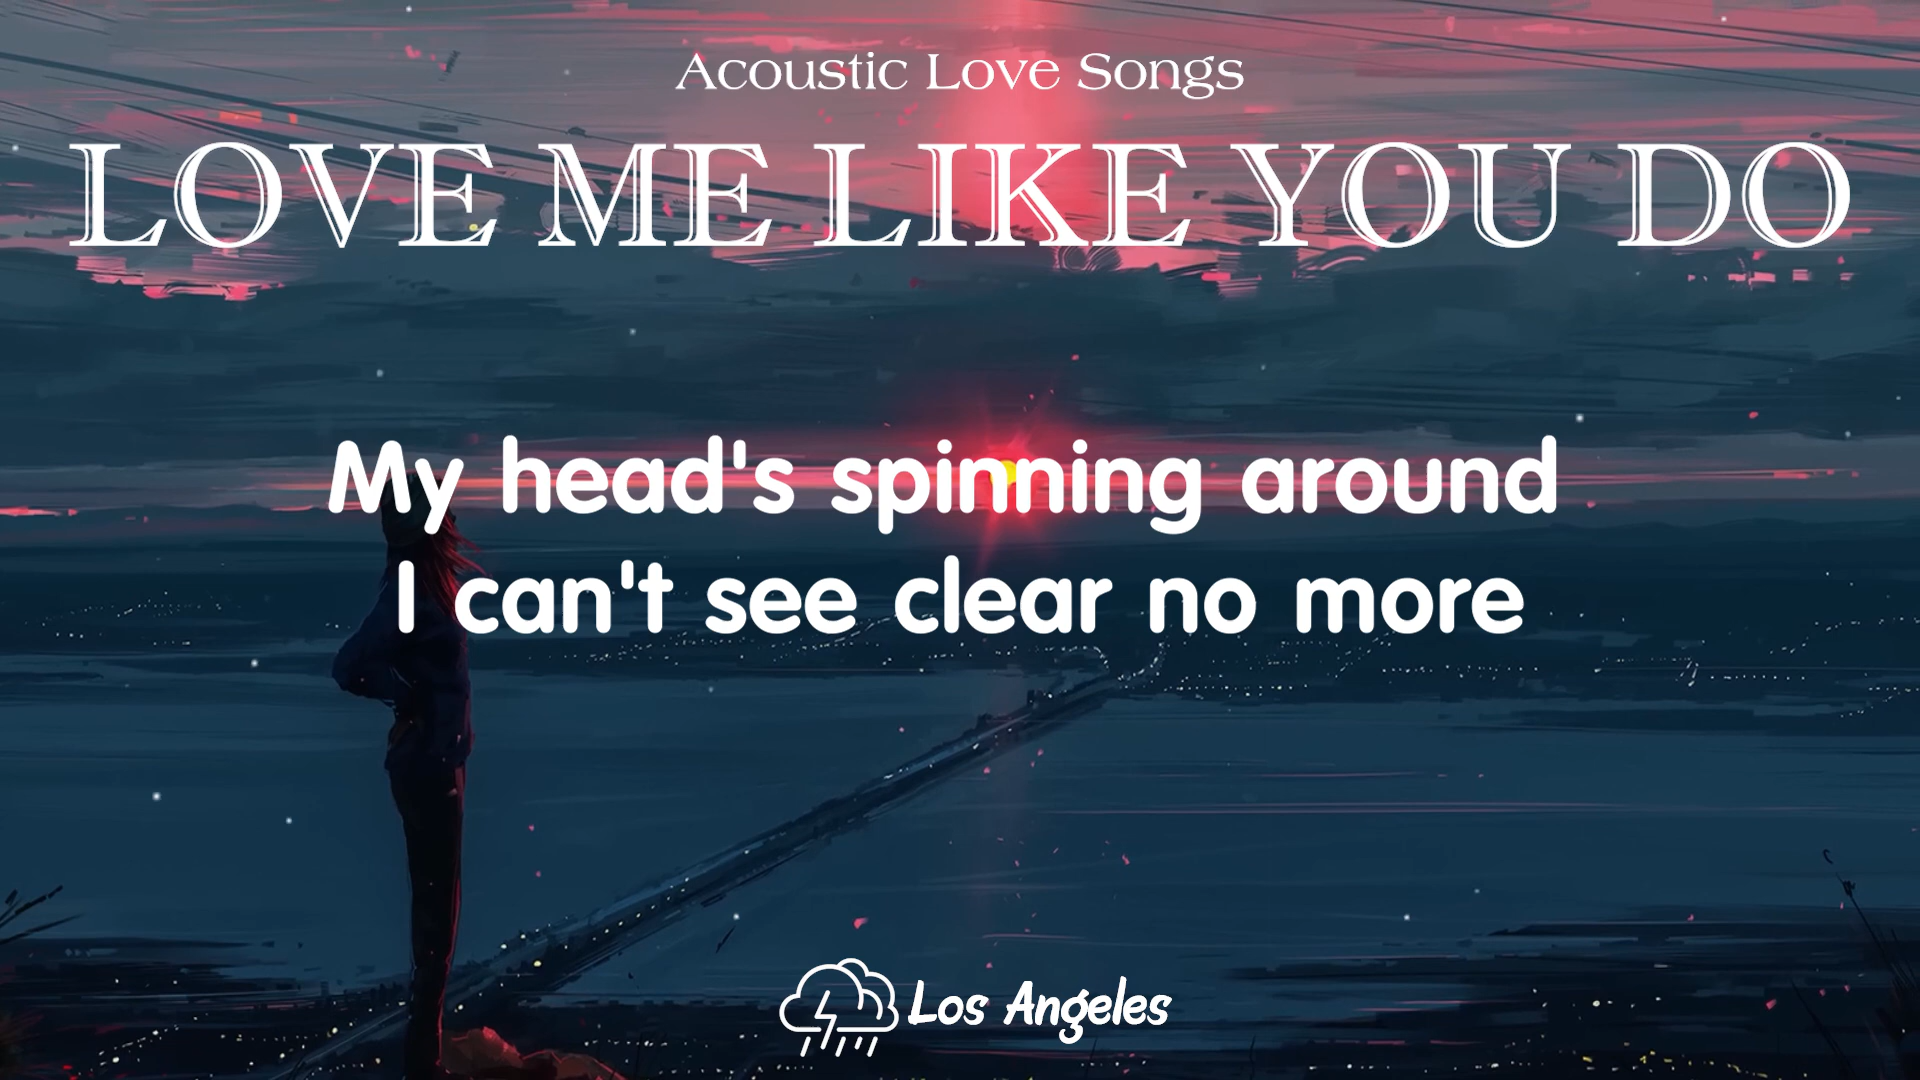 Acoustic Love Songs
LOVE ME LIKE YOU DO
My head's spinning around
I can't see clear no more
Los Angeles